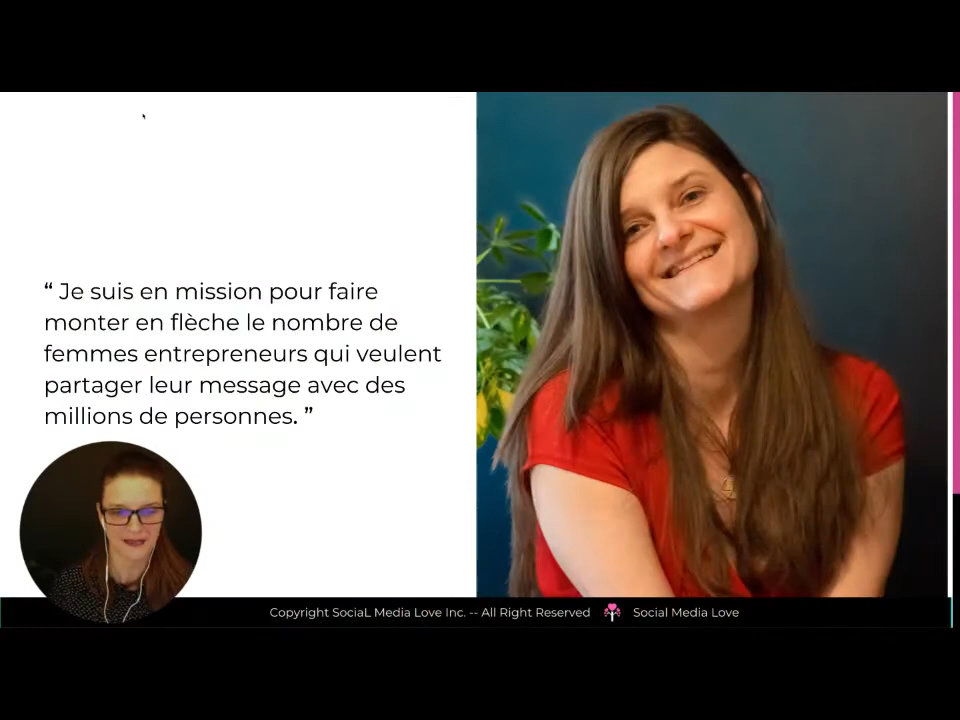 “ Je suis en mission pour faire
monter en flèche le nombre de
femmes entrepreneurs qui veulent
partager leur message avec des
millions de personnes. ”
Copyright SociaL Media Love Inc. -- All Right Reserved Social Media Love